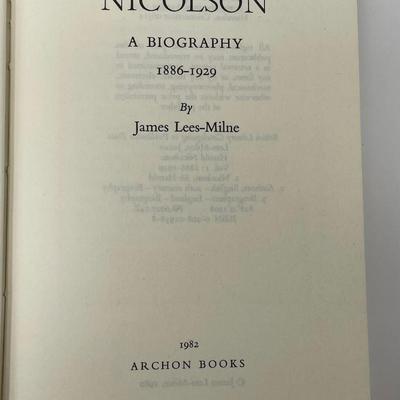 NICOLSON
A BIOGRAPHY
1886–1929
By
James Lees-Milne
1982
ARCHON BOOKS